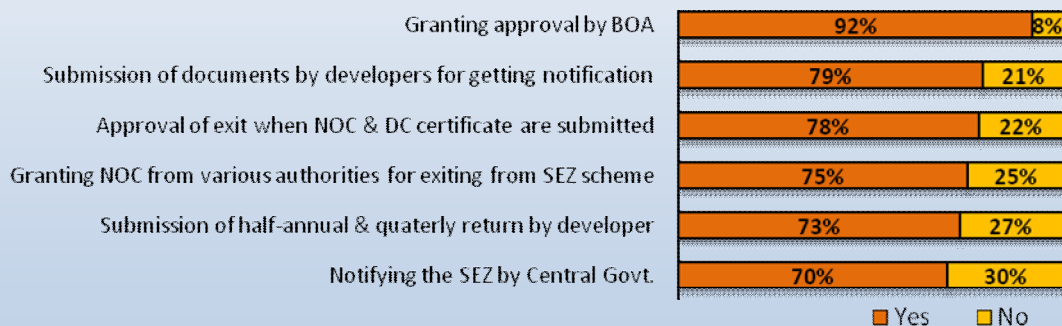 Granting approval by BOA 92% 8%
Submission of documents by developers for getting notification 79% 21%
Approval of exit when NOC & DC certificate are submitted 78% 22%
Granting NOC from various authorities for exiting from SEZ scheme 75% 25%
Submission of half-annual & quaterly return by developer 73% 27%
Notifying the SEZ by Central Govt. 70% 30%
Yes No